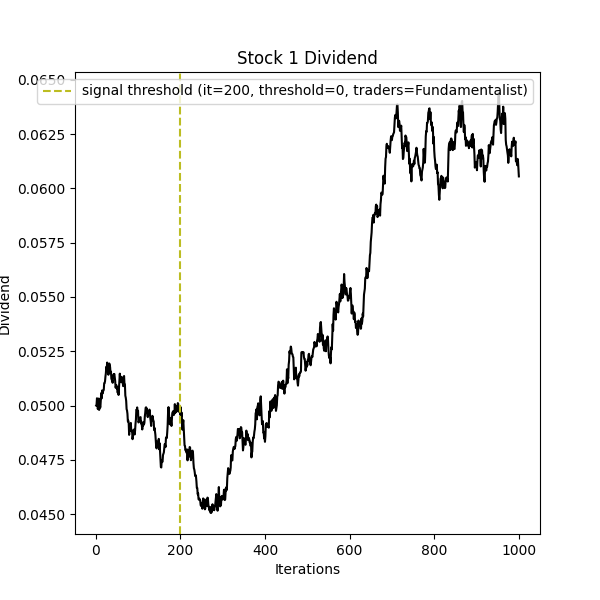 Stock 1 Dividend
signal threshold (it=200, threshold=0, traders=Fundamentalist)
0.0650
0.0625
0.0600
0.0575
0.0550
0.0525
0.0500
0.0475
0.0450
Dividend
0 200 400 600 800 1000
Iterations